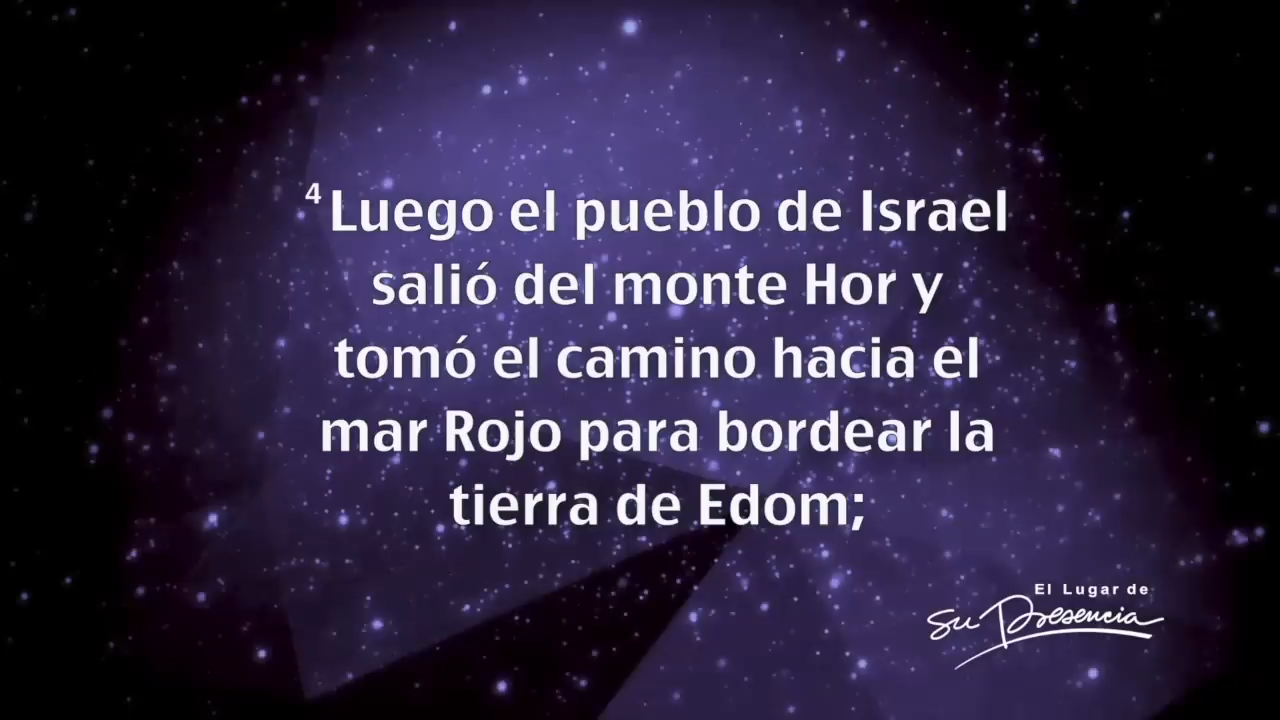 4 Luego el pueblo de Israel
salió del monte Hor y
tomó el camino hacia el
mar Rojo para bordear la
tierra de Edom;
El Lugar de
Su Presencia